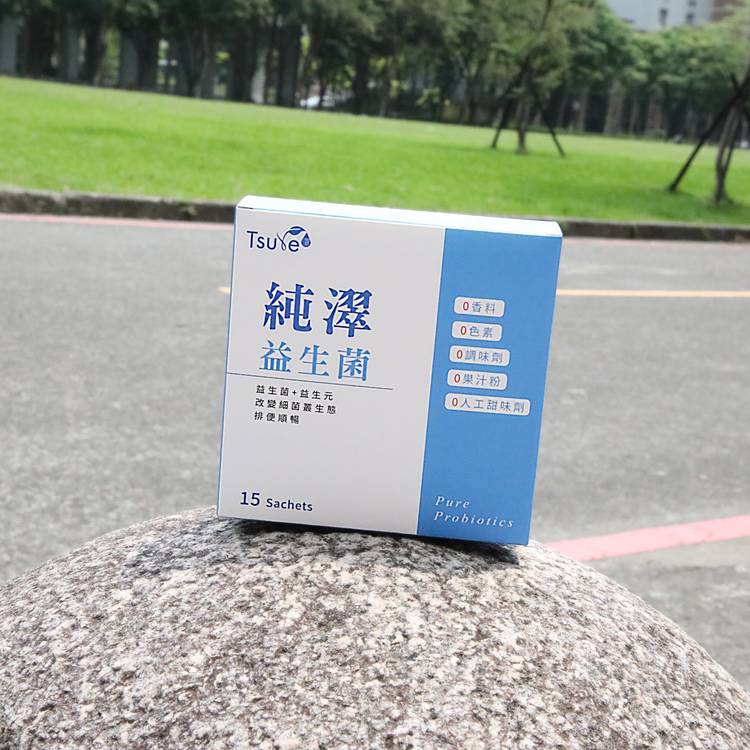 Tsuie
純濢
益生菌
益生菌+益生元
改變細菌叢生態
排便順暢
15 Sachets
0香料
0色素
0調味劑
0果汁粉
0人工甜味劑
Pure
Probiotics